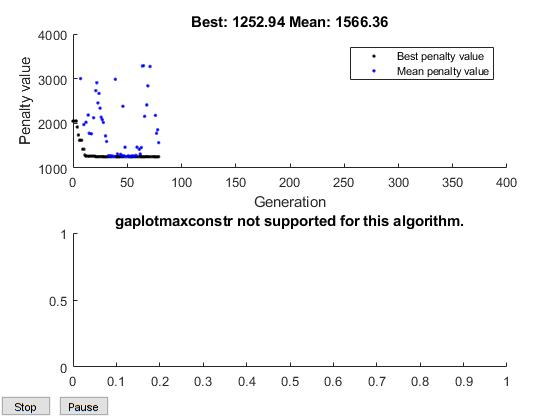 Best: 1252.94 Mean: 1566.36
4000
3000
2000
1000
Penalty value
Best penalty value
Mean penalty value
0 50 100 150 200 250 300 350 400
Generation
gaplotmaxconstr not supported for this algorithm.
1
0.5
0
0 0.1 0.2 0.3 0.4 0.5 0.6 0.7 0.8 0.9 1
Stop Pause